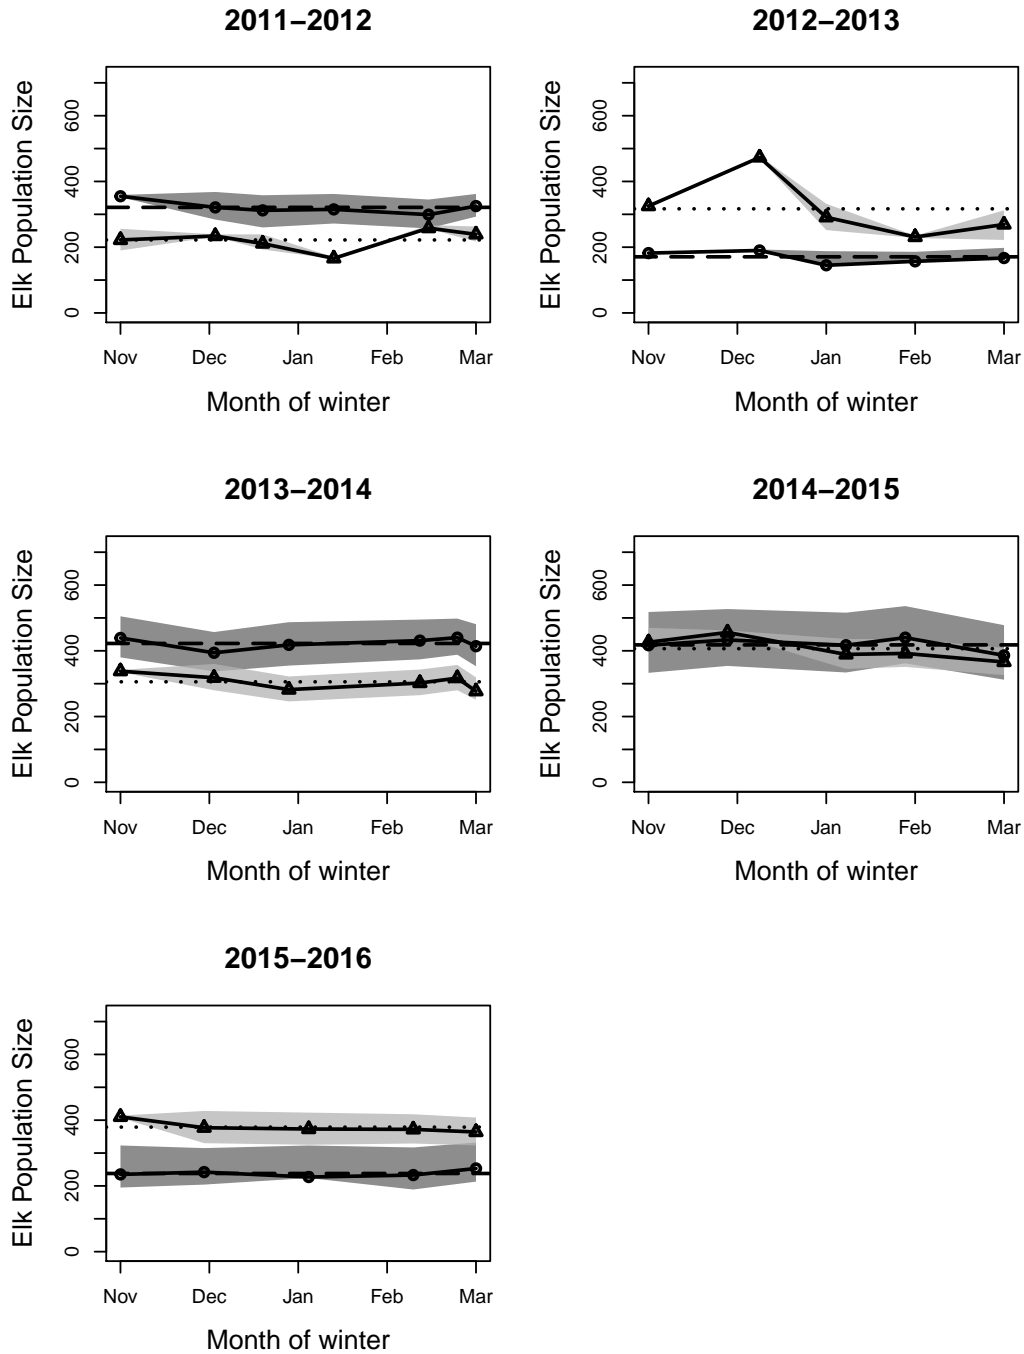 2011−2012
Elk Population Size
600
400
200
0
Nov Dec Jan Feb Mar
Month of winter
2012−2013
Elk Population Size
600
400
200
0
Nov Dec Jan Feb Mar
Month of winter
2013−2014
Elk Population Size
600
400
200
0
Nov Dec Jan Feb Mar
Month of winter
2014−2015
Elk Population Size
600
400
200
0
Nov Dec Jan Feb Mar
Month of winter
2015−2016
Elk Population Size
600
400
200
0
Nov Dec Jan Feb Mar
Month of winter